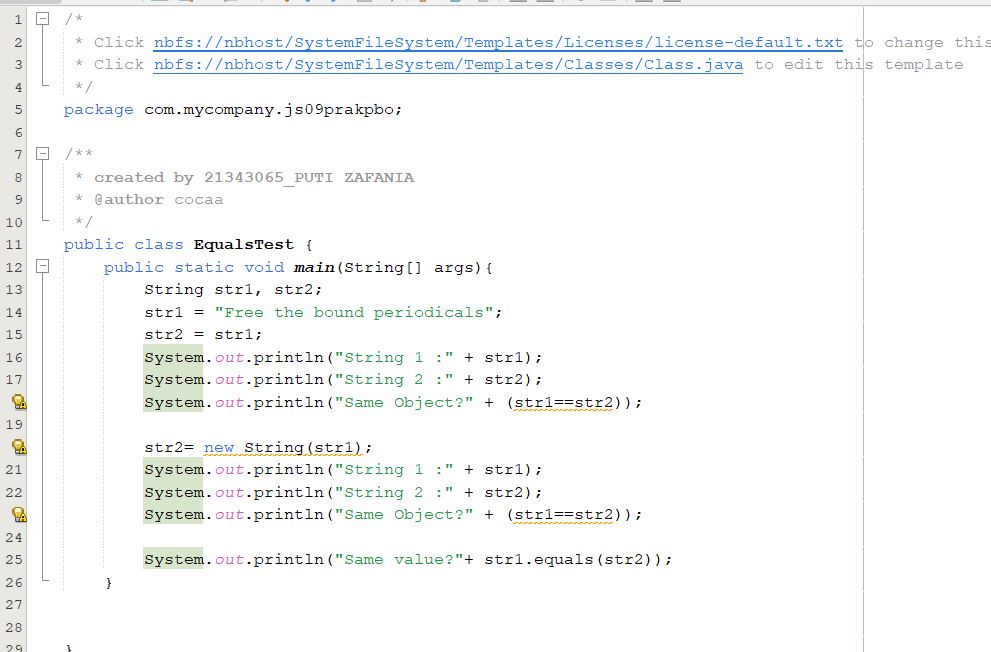 1 /*
2 * Click nbfs://nbhost/SystemFileSystem/Templates/Licenses/license-default.txt to change this
3 * Click nbfs://nbhost/SystemFileSystem/Templates/Classes/Class.java to edit this template
4 */
5 package com.mycompany.js09prakpbo;
6
7 /**
8 * created by 21343065_PUTI ZAFANIA
9 * @author cocaa
10 */
11 public class EqualsTest {
12 public static void main(String[] args){
13 String str1, str2;
14 str1 = "Free the bound periodicals";
15 str2 = str1;
16 System.out.println("String 1 :" + str1);
17 System.out.println("String 2 :" + str2);
System.out.println("Same Object?" + (str1==str2));
19
str2= new String(str1);
21 System.out.println("String 1 :" + str1);
22 System.out.println("String 2 :" + str2);
System.out.println("Same Object?" + (str1==str2));
24
25 System.out.println("Same value?"+ str1.equals(str2));
26 }
27
28
29 }